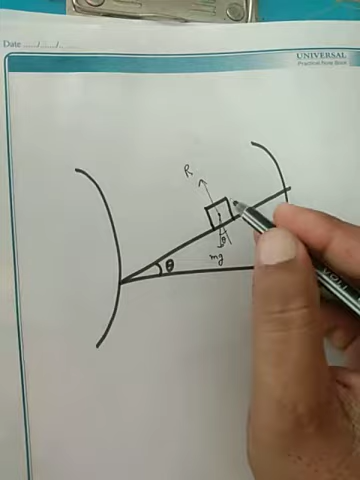 Date ..../..../....
UNIVERSAL
Practical Note Book
R
θ
mg
θ